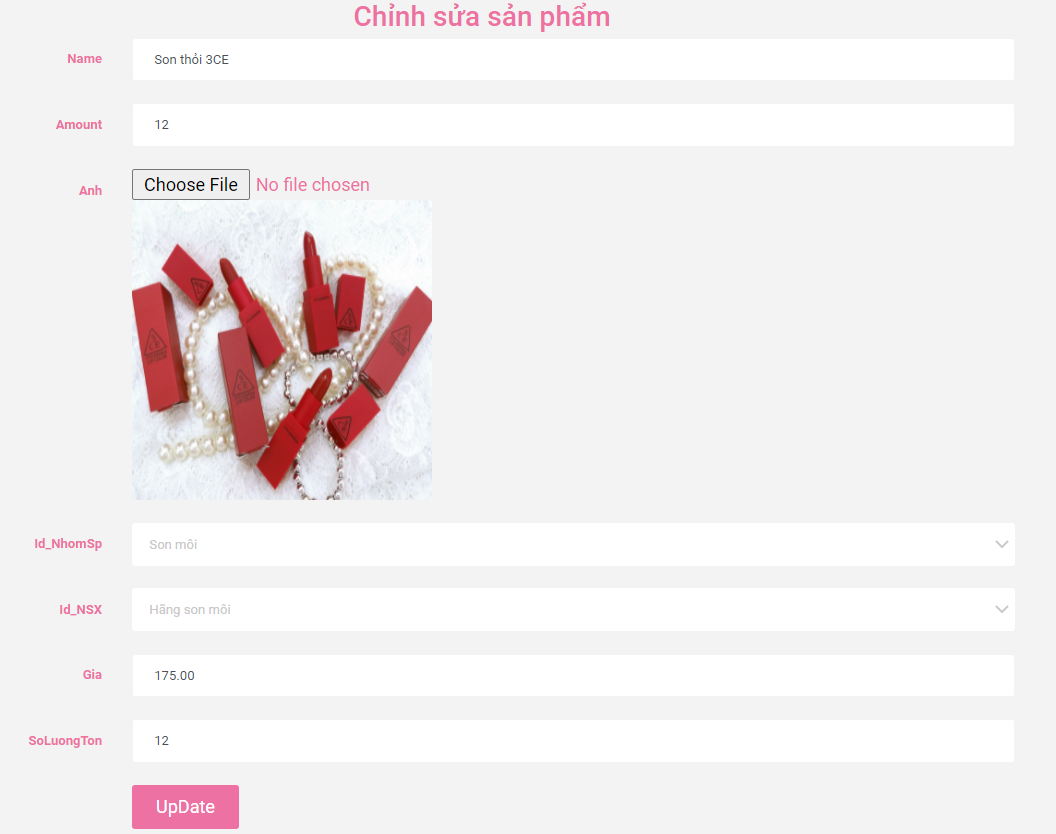 Chỉnh sửa sản phẩm
Name
Son thỏi 3CE
Amount
12
Anh
Choose File No file chosen
Id_NhomSp
Son môi
Id_NSX
Hãng son môi
Gia
175.00
SoLuongTon
12
UpDate